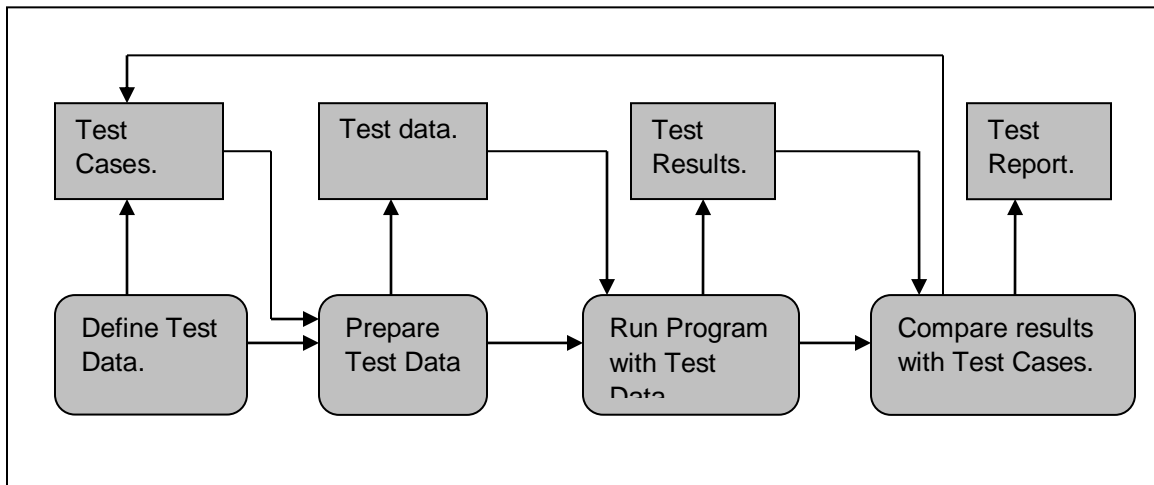 Test
Cases.
Test data.
Test
Results.
Test
Report.
Define Test
Data.
Prepare
Test Data
Run Program
with Test
Data
Compare results
with Test Cases.